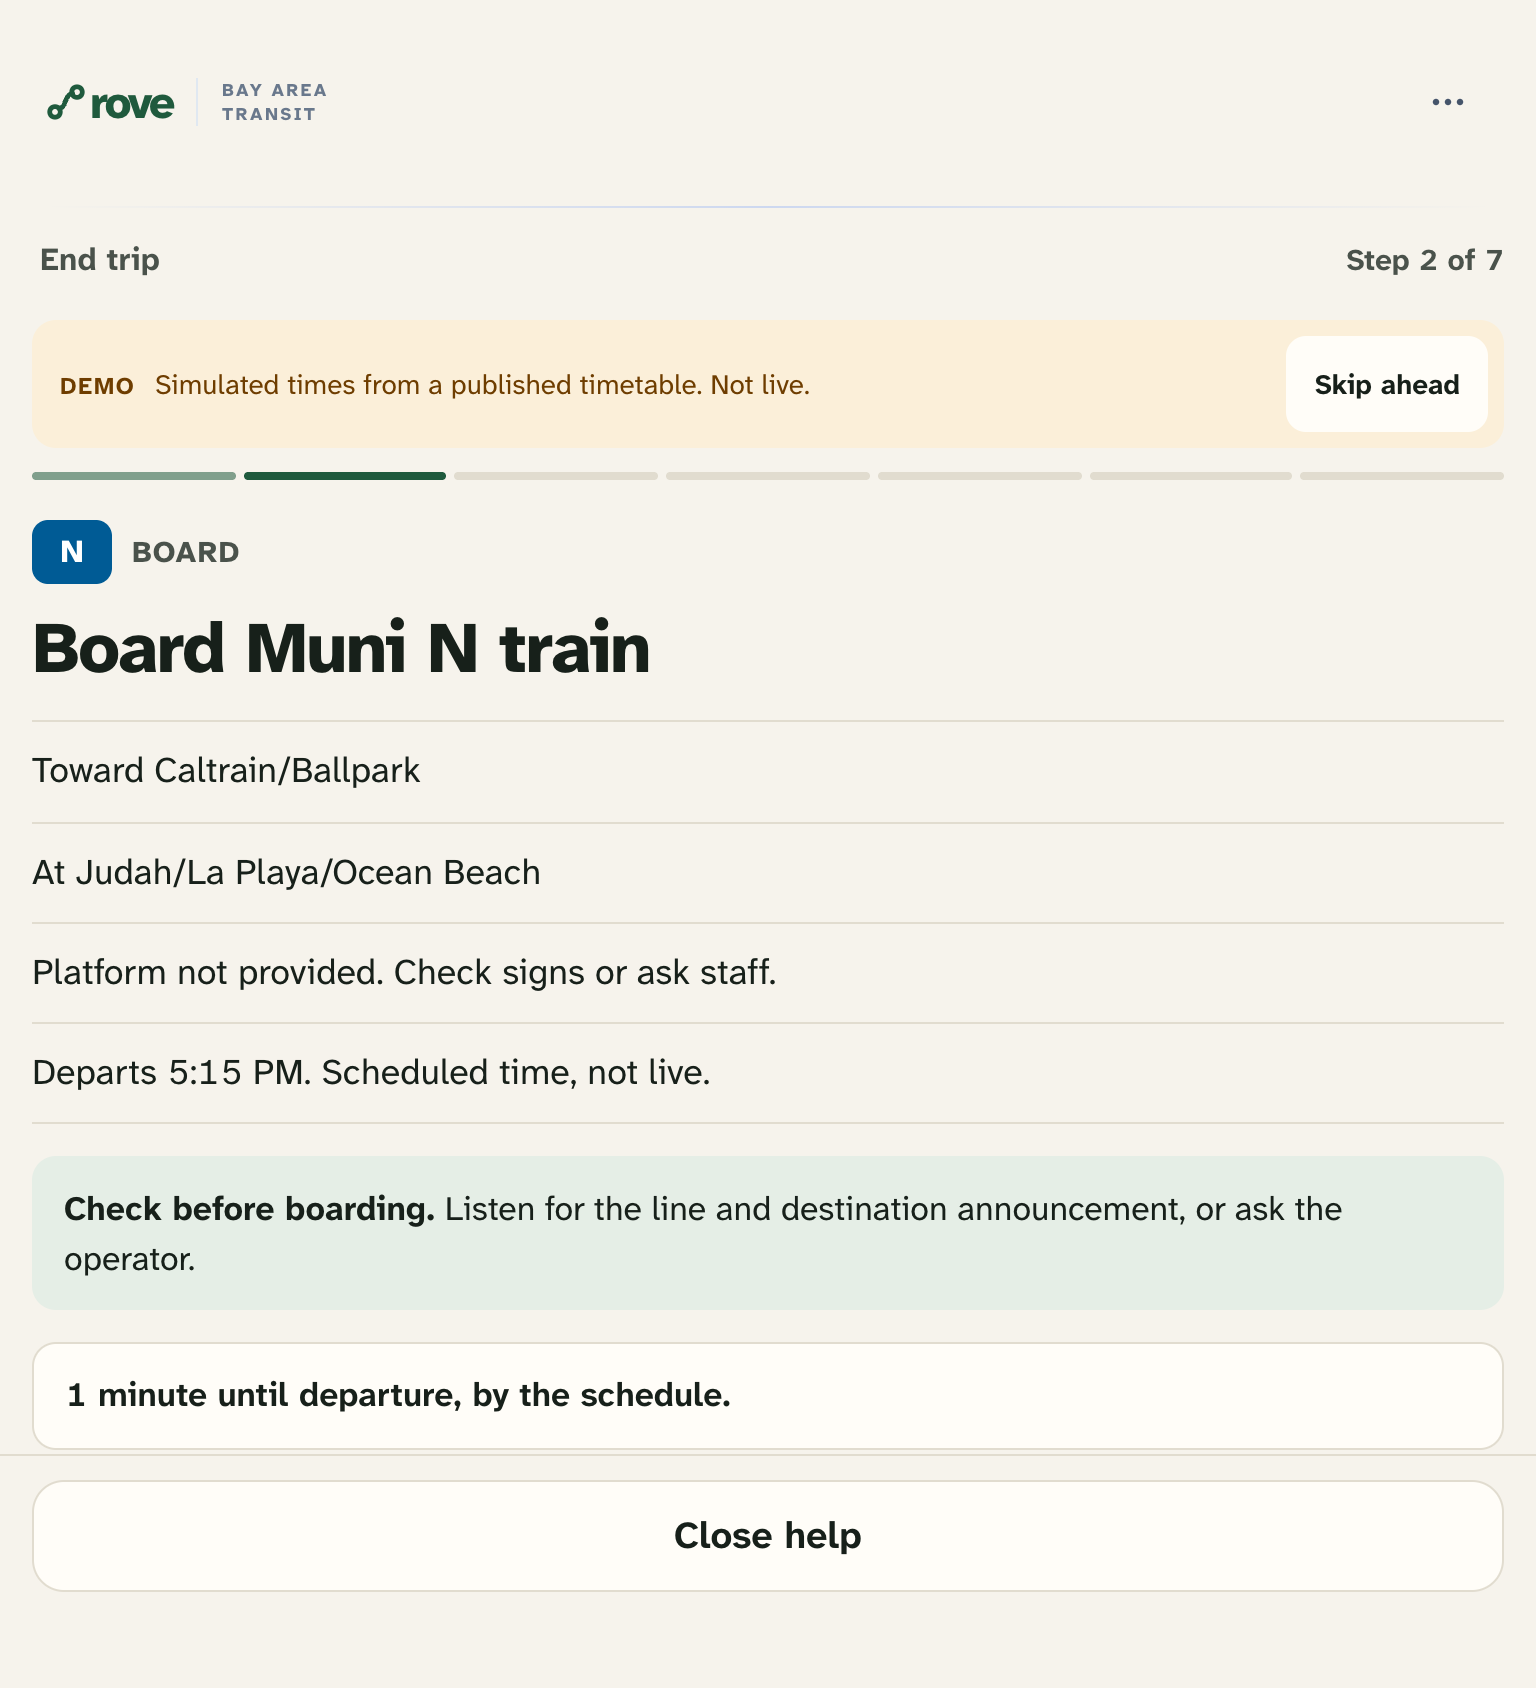 rove
BAY AREA
TRANSIT
End trip
Step 2 of 7
DEMO Simulated times from a published timetable. Not live.
Skip ahead
N BOARD
Board Muni N train
Toward Caltrain/Ballpark
At Judah/La Playa/Ocean Beach
Platform not provided. Check signs or ask staff.
Departs 5:15 PM. Scheduled time, not live.
Check before boarding. Listen for the line and destination announcement, or ask the
operator.
1 minute until departure, by the schedule.
Close help